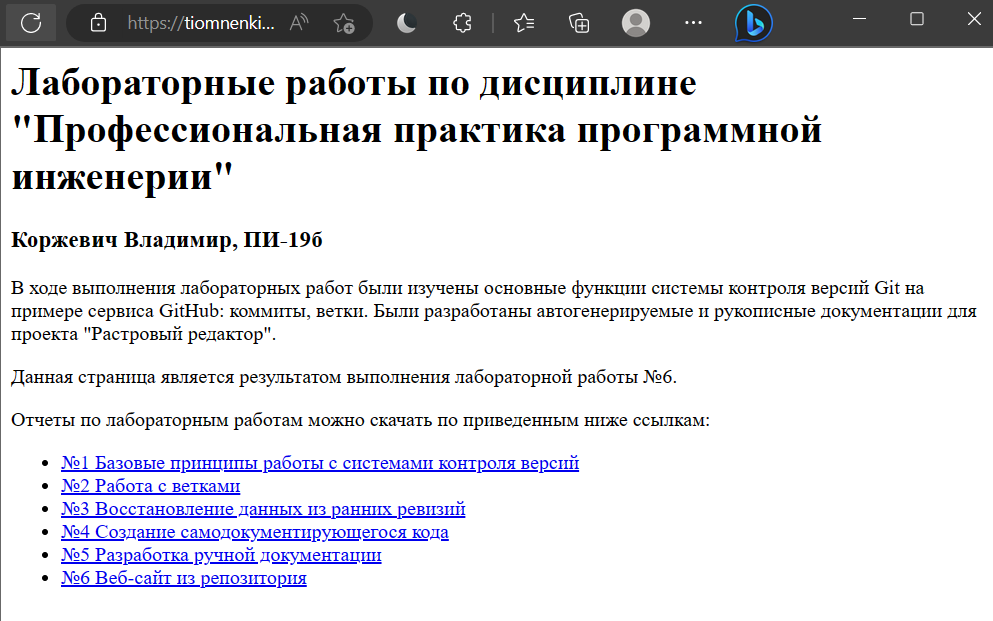 https://tiomnenki...
Лабораторные работы по дисциплине
"Профессиональная практика программной
инженерии"
Коржевич Владимир, ПИ-19б
В ходе выполнения лабораторных работ были изучены основные функции системы контроля версий Git на
примере сервиса GitHub: коммиты, ветки. Были разработаны автогенерируемые и рукописные документации для
проекта "Растровый редактор".
Данная страница является результатом выполнения лабораторной работы №6.
Отчеты по лабораторным работам можно скачать по приведенным ниже ссылкам:
№1 Базовые принципы работы с системами контроля версий
№2 Работа с ветками
№3 Восстановление данных из ранних ревизий
№4 Создание самодокументирующегося кода
№5 Разработка ручной документации
№6 Веб-сайт из репозитория